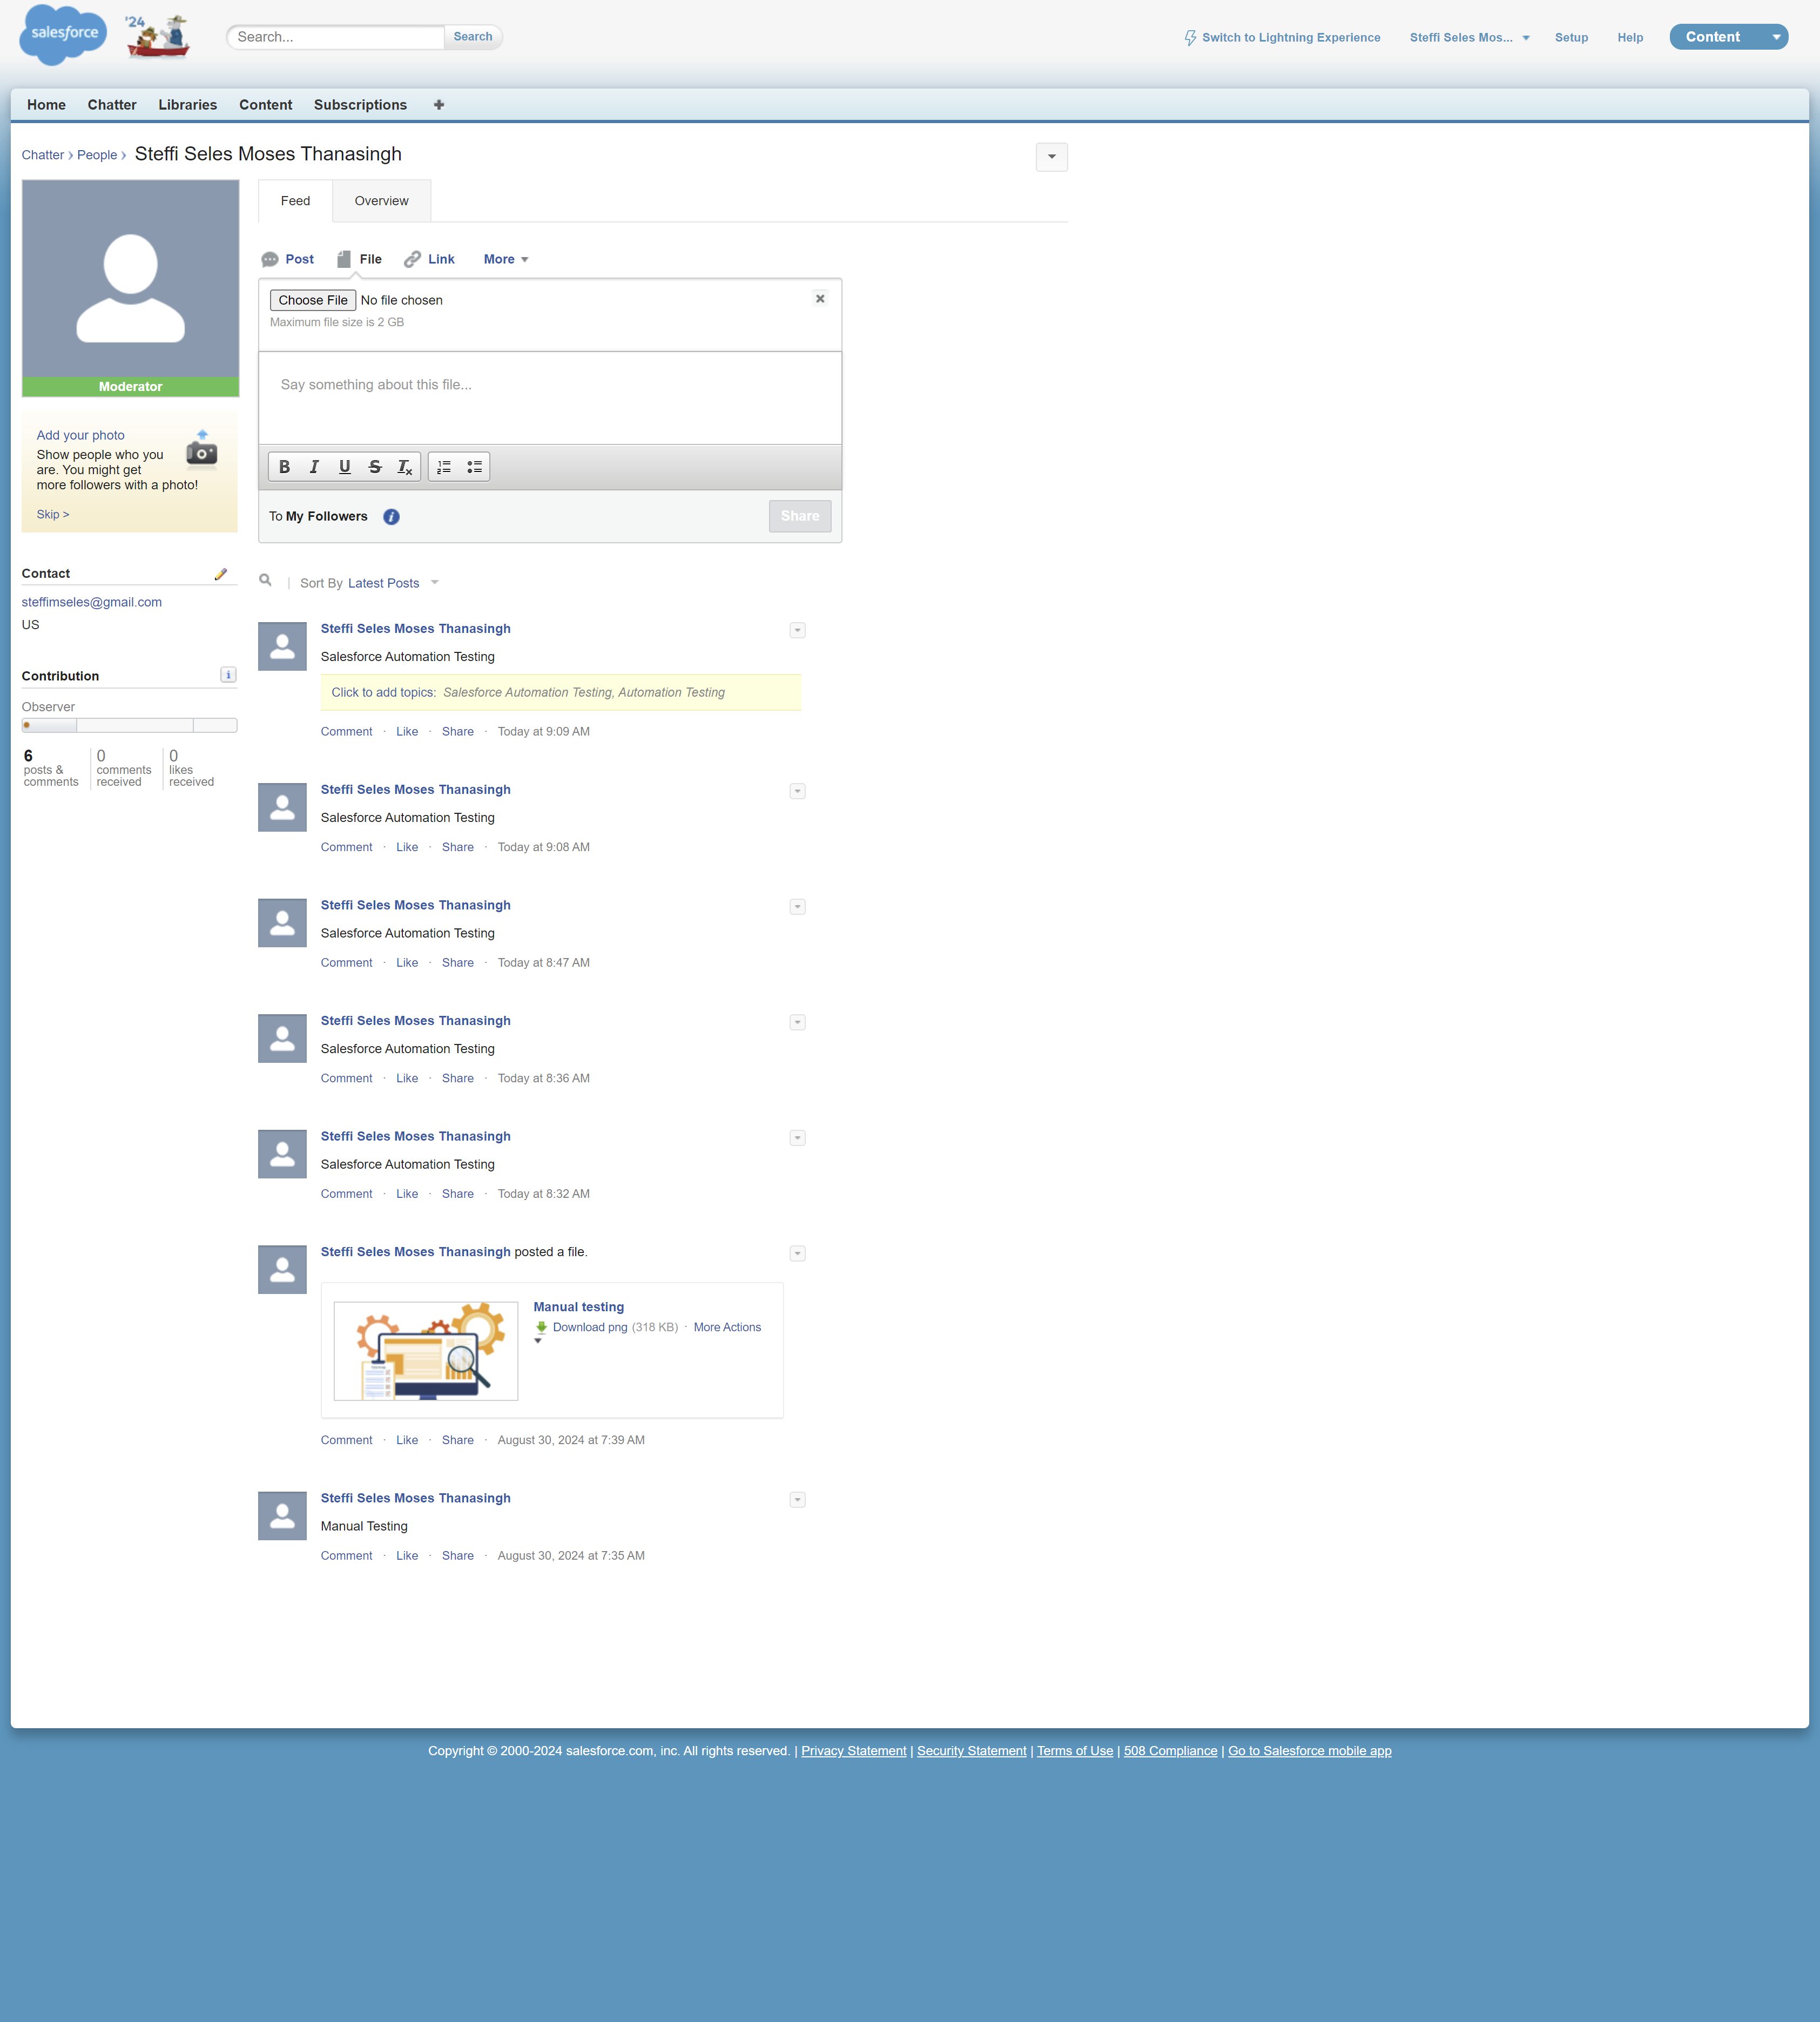 salesforce
'24
Search...
Search
Switch to Lightning Experience
Steffi Seles Mos...
Setup
Help
Content
Home
Chatter
Libraries
Content
Subscriptions
Chatter › People ›
Steffi Seles Moses Thanasingh
Moderator
Add your photo
Show people who you
are. You might get
more followers with a photo!
Skip >
Contact
steffimseles@gmail.com
US
Contribution
Observer
6
posts &
comments
0
comments
received
0
likes
received
Feed
Overview
Post
File
Link
More
Choose File No file chosen
Maximum file size is 2 GB
Say something about this file...
B I U S Tx
To My Followers
Share
Sort By Latest Posts
Steffi Seles Moses Thanasingh
Salesforce Automation Testing
Click to add topics: Salesforce Automation Testing, Automation Testing
Comment · Like · Share · Today at 9:09 AM
Steffi Seles Moses Thanasingh
Salesforce Automation Testing
Comment · Like · Share · Today at 9:08 AM
Steffi Seles Moses Thanasingh
Salesforce Automation Testing
Comment · Like · Share · Today at 8:47 AM
Steffi Seles Moses Thanasingh
Salesforce Automation Testing
Comment · Like · Share · Today at 8:36 AM
Steffi Seles Moses Thanasingh
Salesforce Automation Testing
Comment · Like · Share · Today at 8:32 AM
Steffi Seles Moses Thanasingh posted a file.
Manual testing
Download png (318 KB) · More Actions
Comment · Like · Share · August 30, 2024 at 7:39 AM
Steffi Seles Moses Thanasingh
Manual Testing
Comment · Like · Share · August 30, 2024 at 7:35 AM
Copyright © 2000-2024 salesforce.com, inc. All rights reserved. | Privacy Statement | Security Statement | Terms of Use | 508 Compliance | Go to Salesforce mobile app